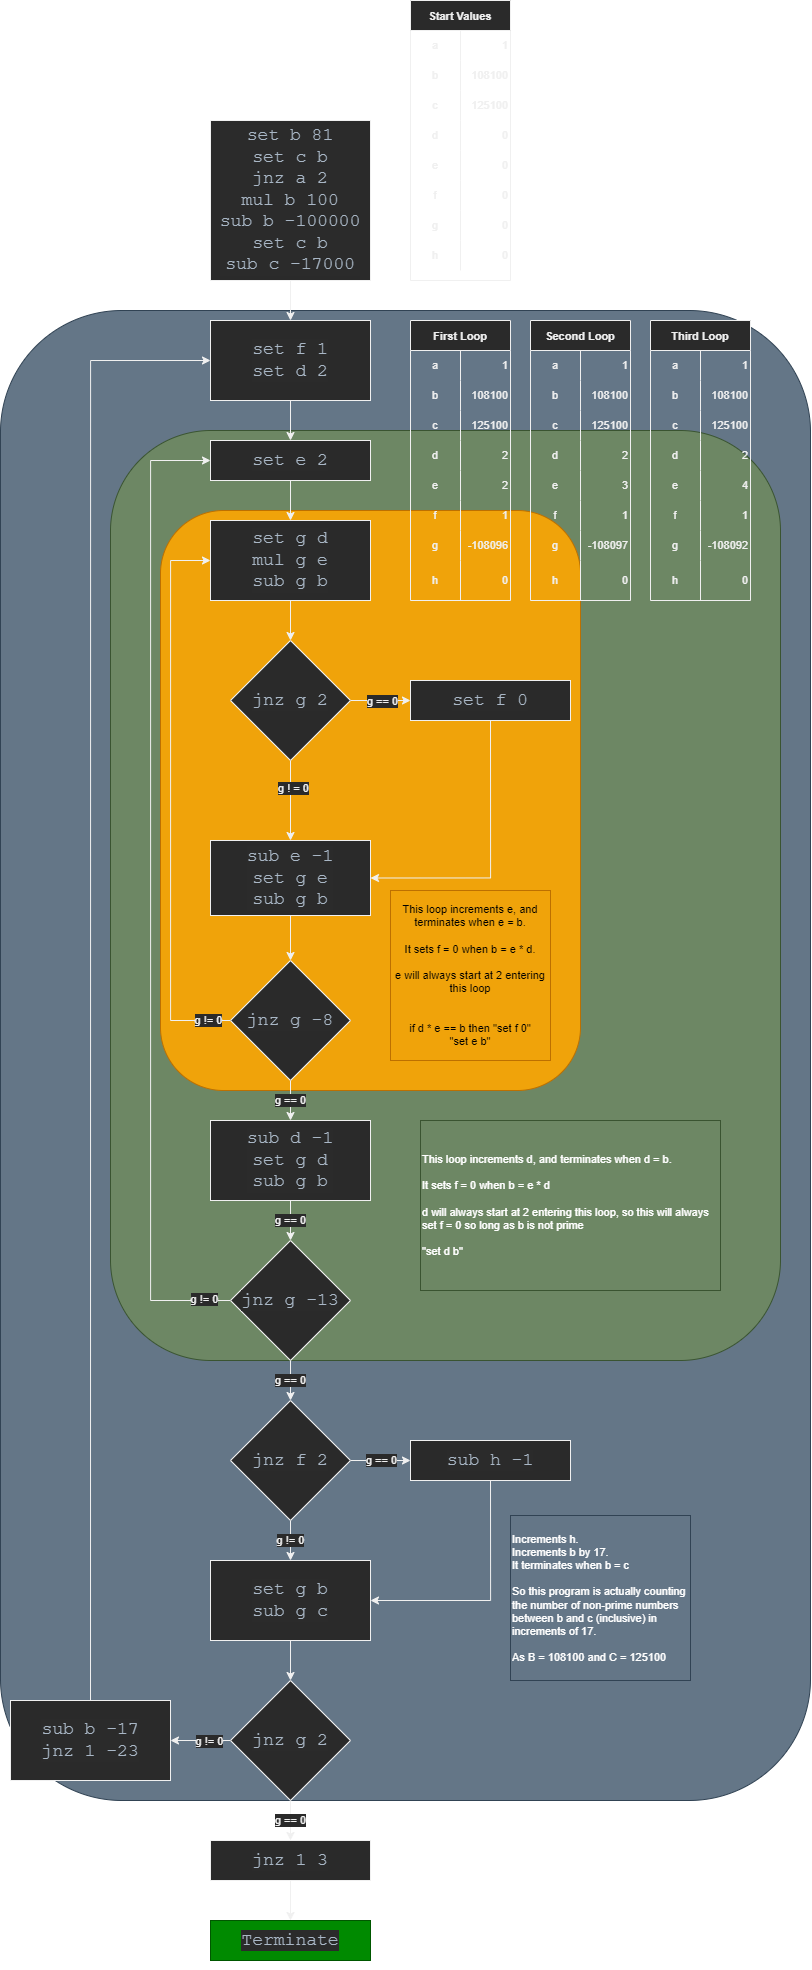 Start Values
a 1
b 108100
c 125100
d 0
e 0
f 0
g 0
h 0
set b 81
set c b
jnz a 2
mul b 100
sub b -100000
set c b
sub c -17000
set f 1
set d 2
First Loop
a 1
b 108100
c 125100
d 2
e 2
f 1
g -108096
h 0
Second Loop
a 1
b 108100
c 125100
d 2
e 3
f 1
g -108097
h 0
Third Loop
a 1
b 108100
c 125100
d 2
e 4
f 1
g -108092
h 0
set e 2
set g d
mul g e
sub g b
jnz g 2
g == 0
set f 0
g ! = 0
sub e -1
set g e
sub g b
This loop increments e, and
terminates when e = b.
It sets f = 0 when b = e * d.
e will always start at 2 entering
this loop
if d * e == b then "set f 0"
"set e b"
jnz g -8
g != 0
g == 0
sub d -1
set g d
sub g b
This loop increments d, and terminates when d = b.
It sets f = 0 when b = e * d
d will always start at 2 entering this loop, so this will always
set f = 0 so long as b is not prime
"set d b"
g == 0
jnz g -13
g != 0
g == 0
jnz f 2
g == 0
sub h -1
g != 0
set g b
sub g c
Increments h.
Increments b by 17.
It terminates when b = c
So this program is actually counting
the number of non-prime numbers
between b and c (inclusive) in
increments of 17.
As B = 108100 and C = 125100
jnz g 2
g != 0
sub b -17
jnz 1 -23
g == 0
jnz 1 3
Terminate